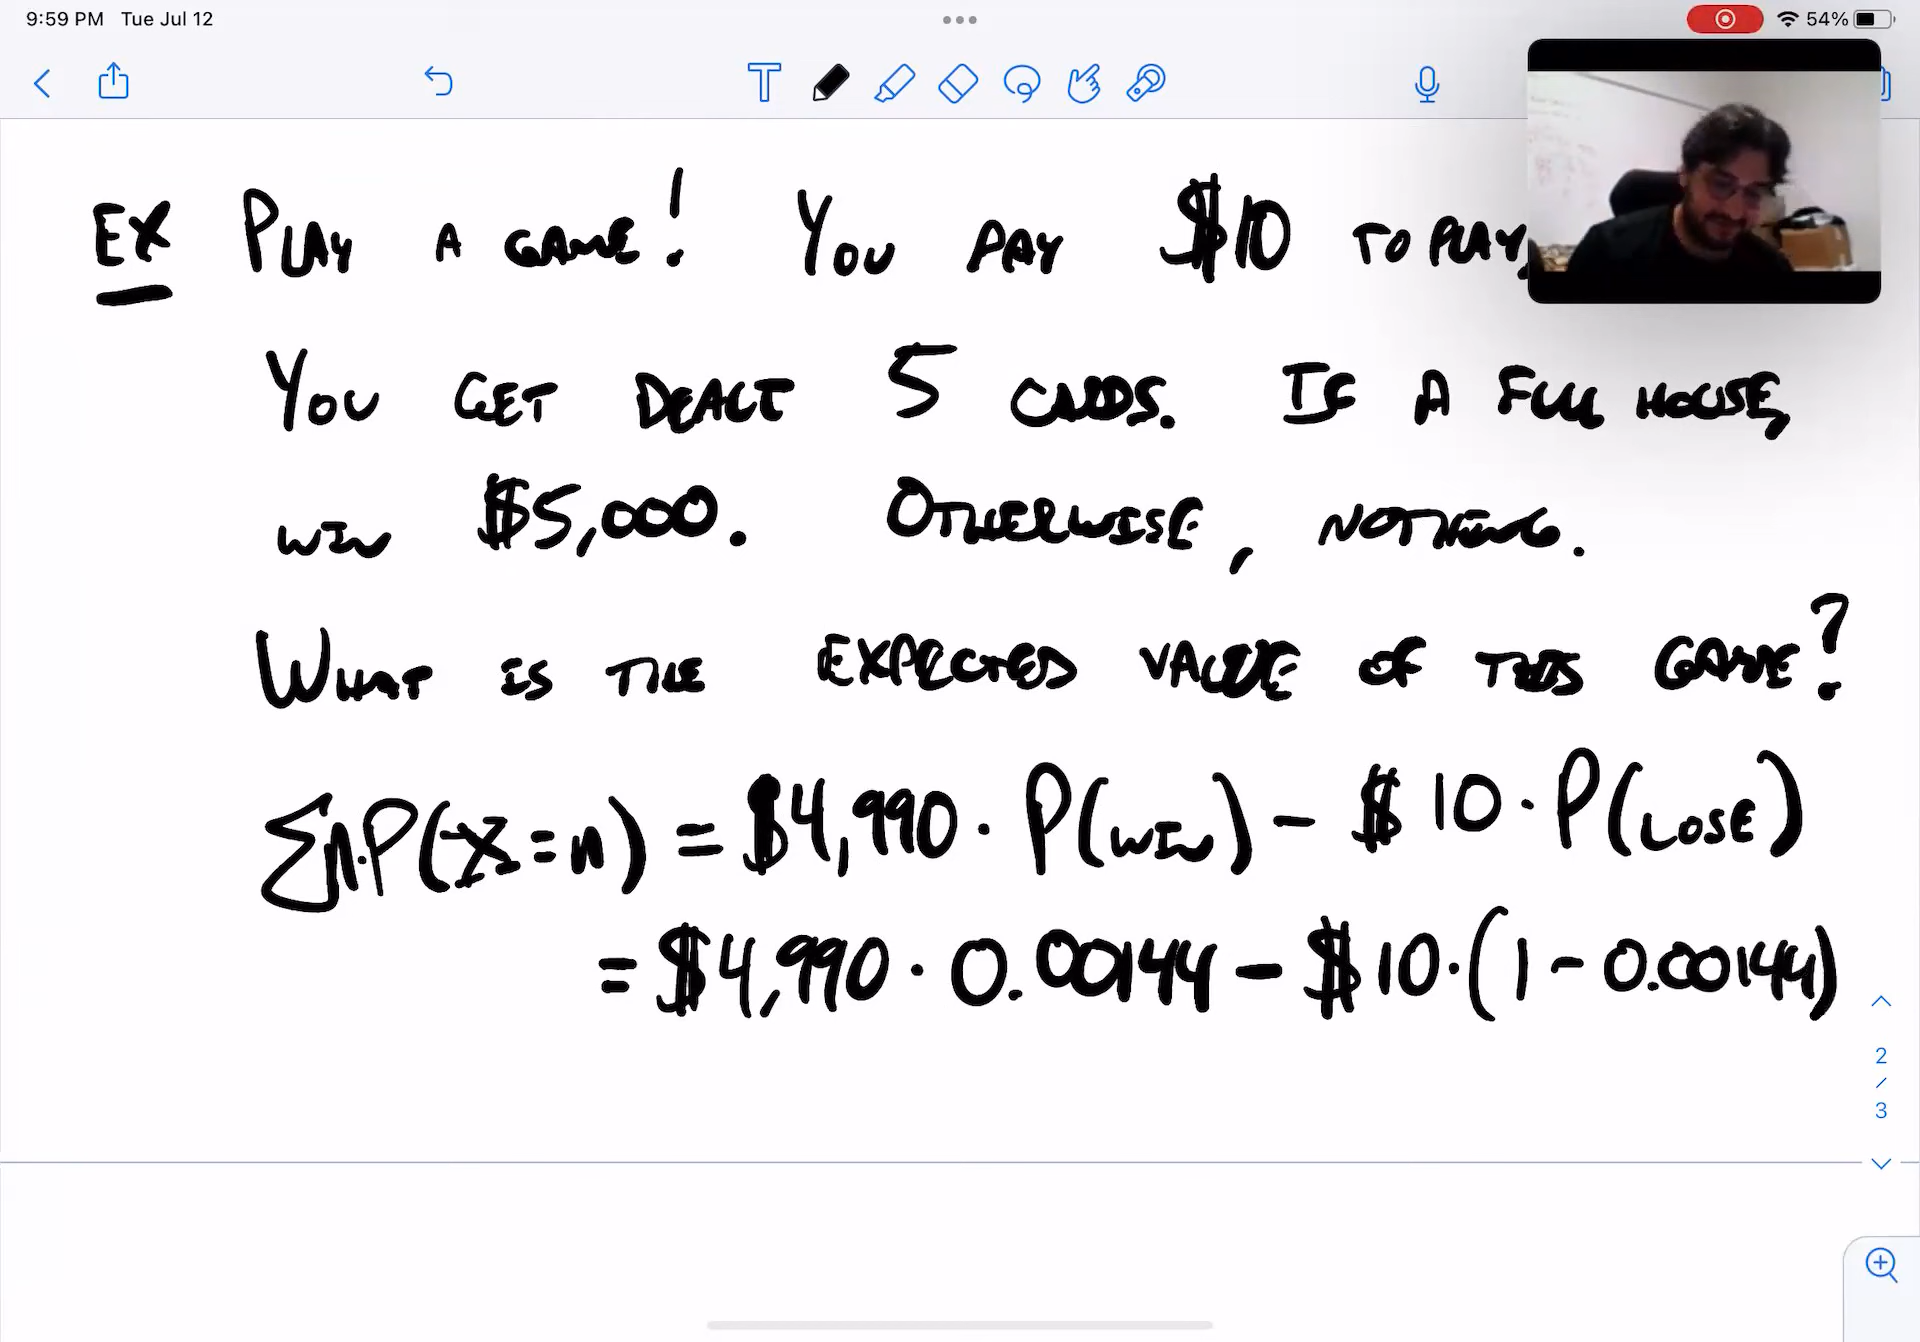 9:59 PM Tue Jul 12
54%
EX PLAY A GAME! YOU PAY $10 TO PLAY,
YOU GET DEALT 5 CARDS. IF A FULL HOUSE,
WIN $5,000. OTHERWISE, NOTHING.
WHAT IS THE EXPECTED VALUE OF THIS GAME?
Σn·P(X=n) = $4,990 · P(WIN) - $10 · P(LOSE)
= $4,990 · 0.00144 - $10·(1 - 0.00144)
2
/
3